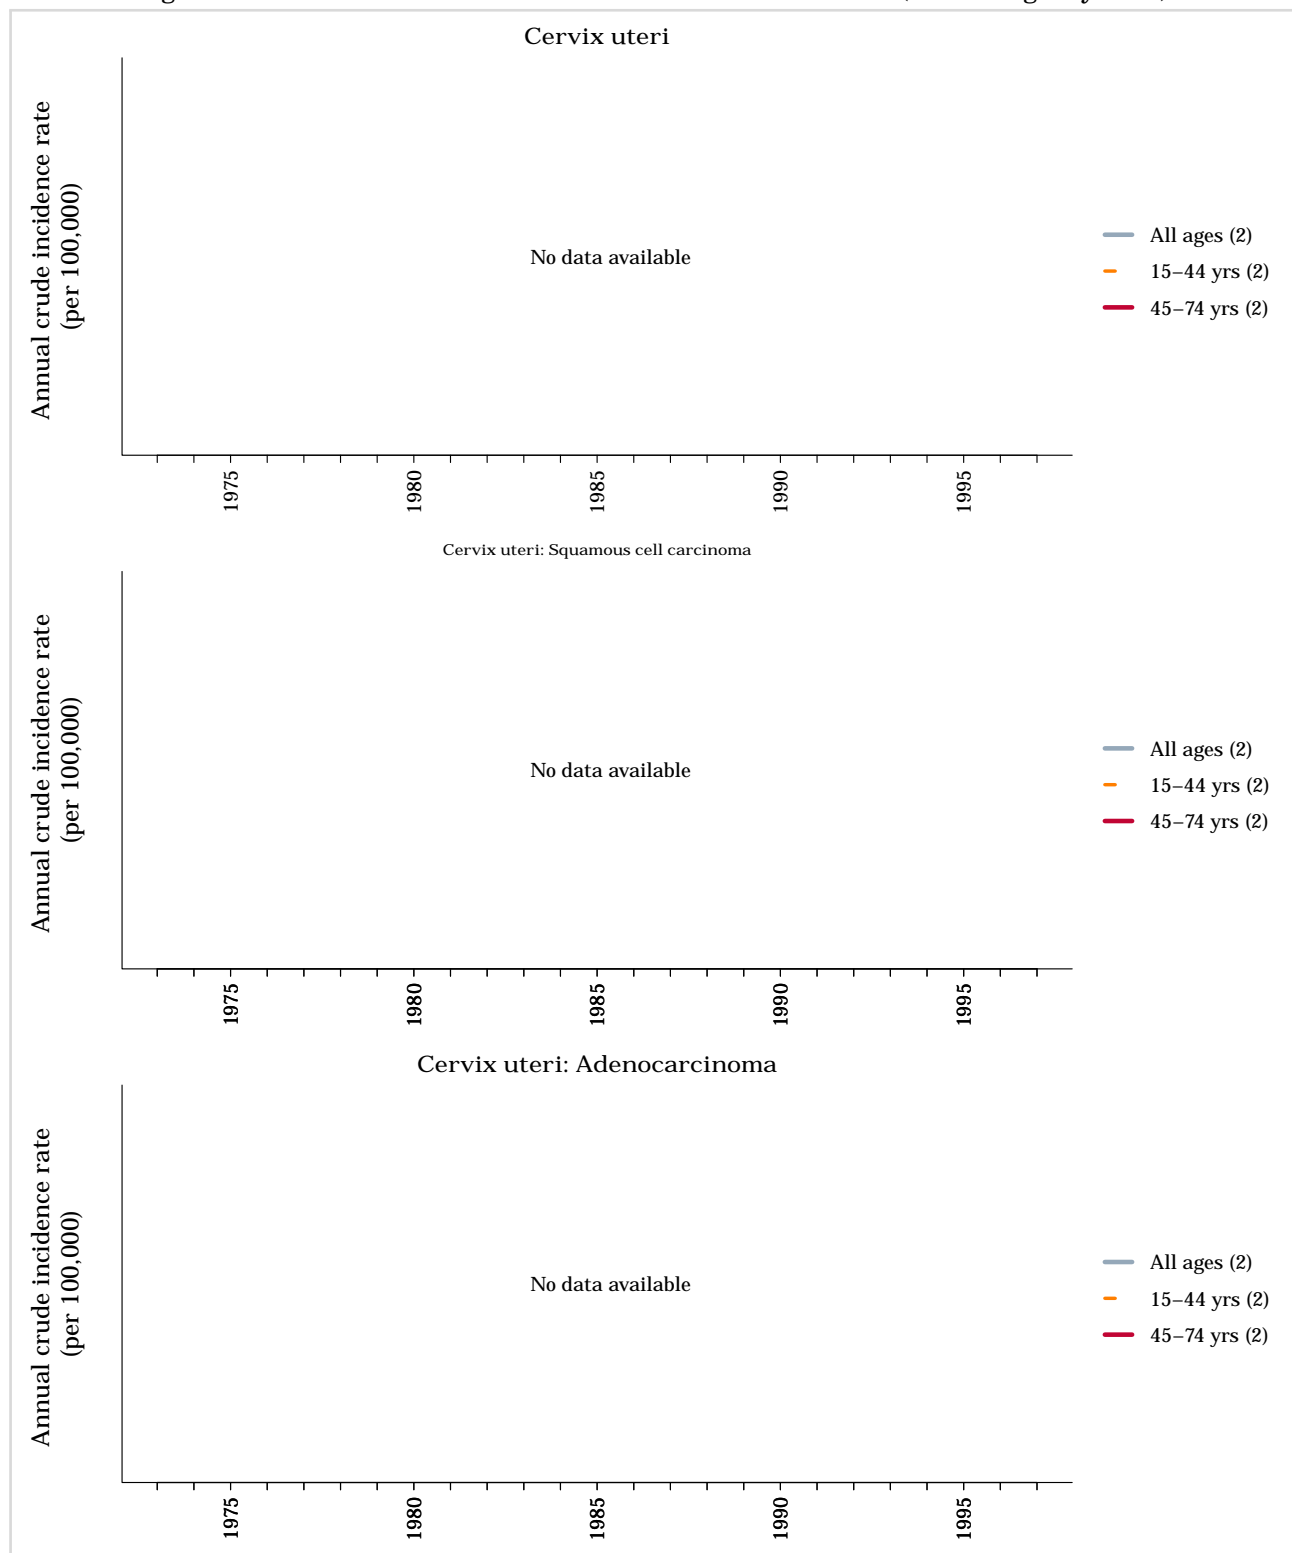 Cervix uteri
Annual crude incidence rate
(per 100,000)
No data available
All ages (2)
15–44 yrs (2)
45–74 yrs (2)
1975
1980
1985
1990
1995
Cervix uteri: Squamous cell carcinoma
Annual crude incidence rate
(per 100,000)
No data available
All ages (2)
15–44 yrs (2)
45–74 yrs (2)
1975
1980
1985
1990
1995
Cervix uteri: Adenocarcinoma
Annual crude incidence rate
(per 100,000)
No data available
All ages (2)
15–44 yrs (2)
45–74 yrs (2)
1975
1980
1985
1990
1995